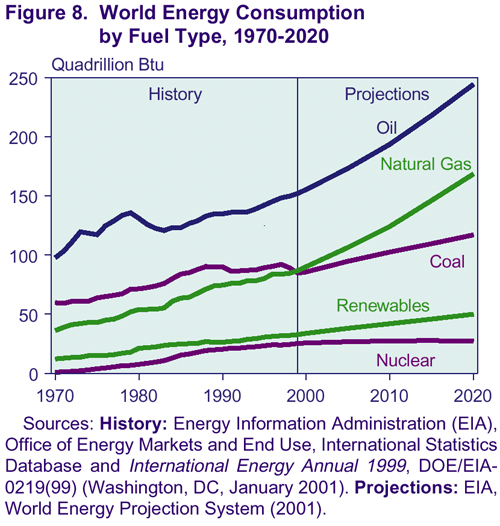 Figure 8. World Energy Consumption
by Fuel Type, 1970-2020
Quadrillion Btu
250
History
Projections
Oil
200
Natural Gas
150
100
Coal
Renewables
50
Nuclear
0
1970 1980 1990 2000 2010 2020
Sources: History: Energy Information Administration (EIA),
Office of Energy Markets and End Use, International Statistics
Database and International Energy Annual 1999, DOE/EIA-
0219(99) (Washington, DC, January 2001). Projections: EIA,
World Energy Projection System (2001).